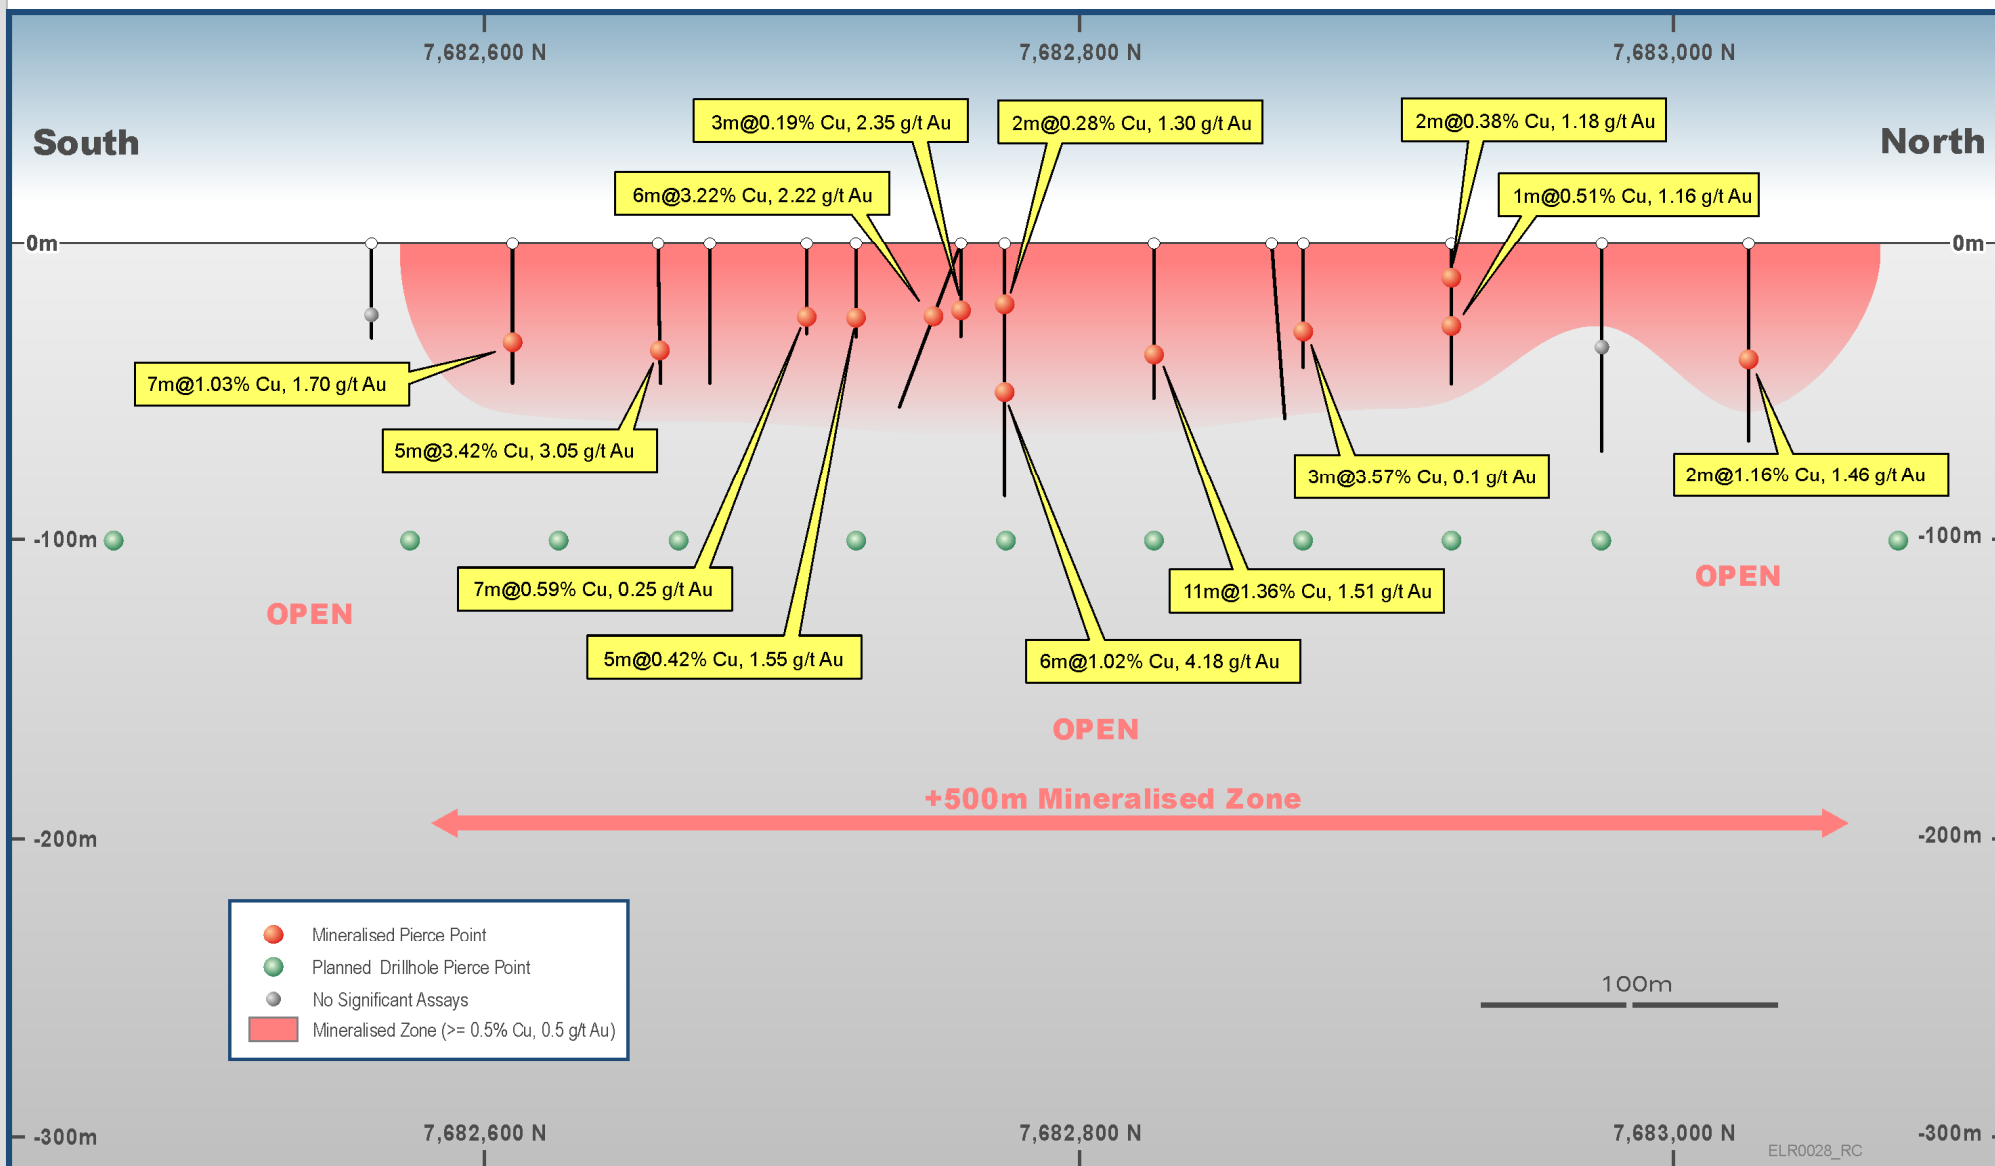 7,682,600 N
7,682,800 N
7,683,000 N
South
North
3m@0.19% Cu, 2.35 g/t Au
2m@0.28% Cu, 1.30 g/t Au
2m@0.38% Cu, 1.18 g/t Au
6m@3.22% Cu, 2.22 g/t Au
1m@0.51% Cu, 1.16 g/t Au
0m
0m
7m@1.03% Cu, 1.70 g/t Au
5m@3.42% Cu, 3.05 g/t Au
3m@3.57% Cu, 0.1 g/t Au
2m@1.16% Cu, 1.46 g/t Au
-100m
-100m
7m@0.59% Cu, 0.25 g/t Au
11m@1.36% Cu, 1.51 g/t Au
OPEN
OPEN
5m@0.42% Cu, 1.55 g/t Au
6m@1.02% Cu, 4.18 g/t Au
OPEN
+500m Mineralised Zone
-200m
-200m
Mineralised Pierce Point
Planned Drillhole Pierce Point
No Significant Assays
Mineralised Zone (>= 0.5% Cu, 0.5 g/t Au)
100m
-300m
7,682,600 N
7,682,800 N
7,683,000 N
-300m
ELR0028_RC